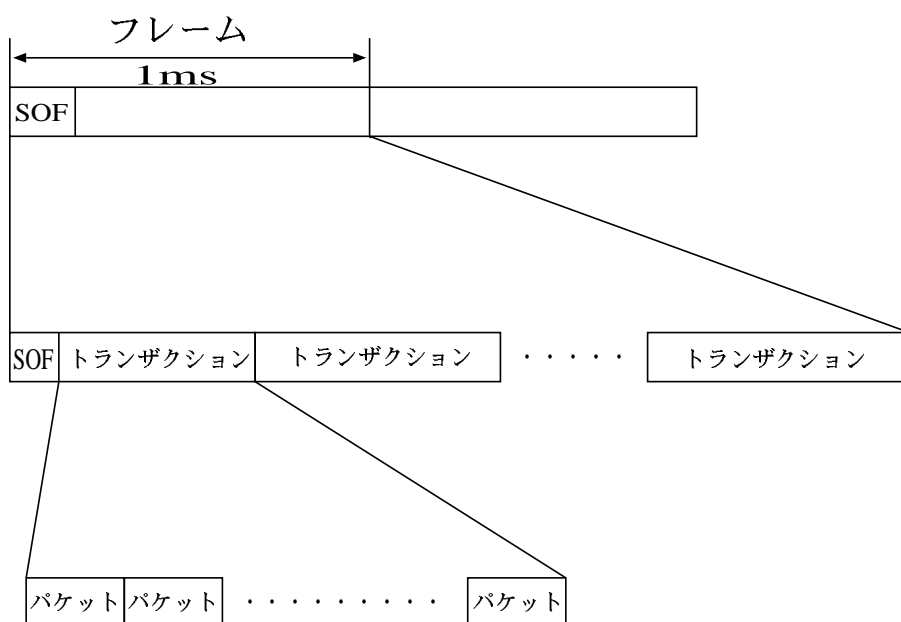 フレーム
1ms
SOF
SOF トランザクション トランザクション ・・・・・ トランザクション
パケット パケット ・・・・・・・・・ パケット